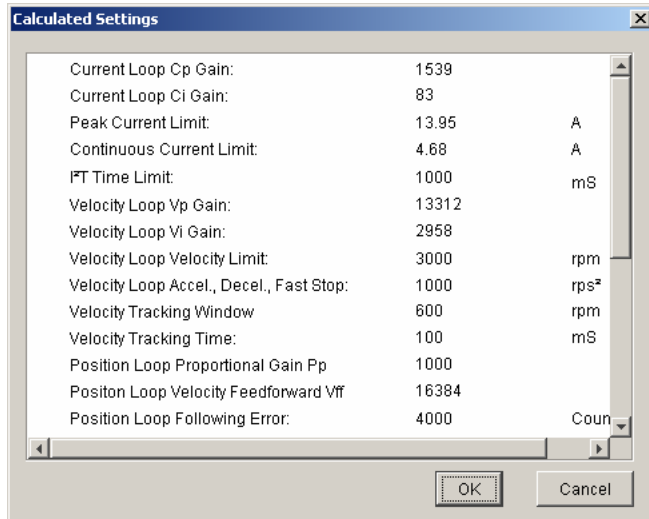 Calculated Settings
Current Loop Cp Gain: 1539
Current Loop Ci Gain: 83
Peak Current Limit: 13.95 A
Continuous Current Limit: 4.68 A
I²T Time Limit: 1000 mS
Velocity Loop Vp Gain: 13312
Velocity Loop Vi Gain: 2958
Velocity Loop Velocity Limit: 3000 rpm
Velocity Loop Accel., Decel., Fast Stop: 1000 rps²
Velocity Tracking Window 600 rpm
Velocity Tracking Time: 100 mS
Position Loop Proportional Gain Pp 1000
Positon Loop Velocity Feedforward Vff 16384
Position Loop Following Error: 4000 Coun
OK Cancel